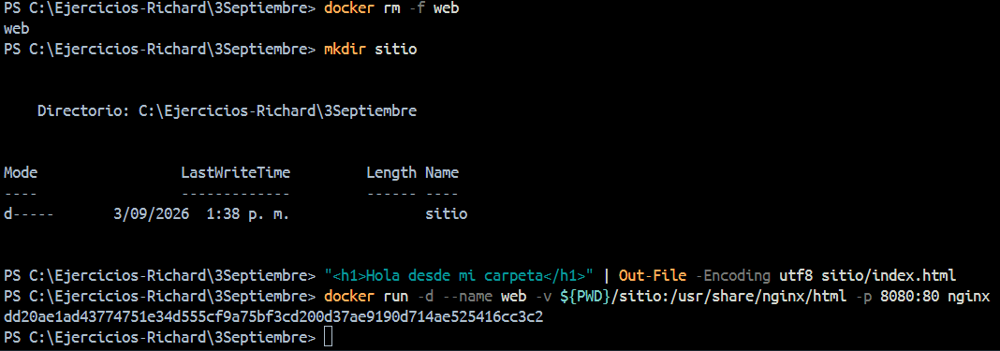 PS C:\Ejercicios-Richard\3Septiembre> docker rm -f web
web
PS C:\Ejercicios-Richard\3Septiembre> mkdir sitio
    Directorio: C:\Ejercicios-Richard\3Septiembre
Mode                 LastWriteTime         Length Name
----                 -------------         ------ ----
d-----       3/09/2026  1:38 p. m.                sitio
PS C:\Ejercicios-Richard\3Septiembre> "<h1>Hola desde mi carpeta</h1>" | Out-File -Encoding utf8 sitio/index.html
PS C:\Ejercicios-Richard\3Septiembre> docker run -d --name web -v ${PWD}/sitio:/usr/share/nginx/html -p 8080:80 nginx
dd20ae1ad43774751e34d555cf9a75bf3cd200d37ae9190d714ae525416cc3c2
PS C:\Ejercicios-Richard\3Septiembre>